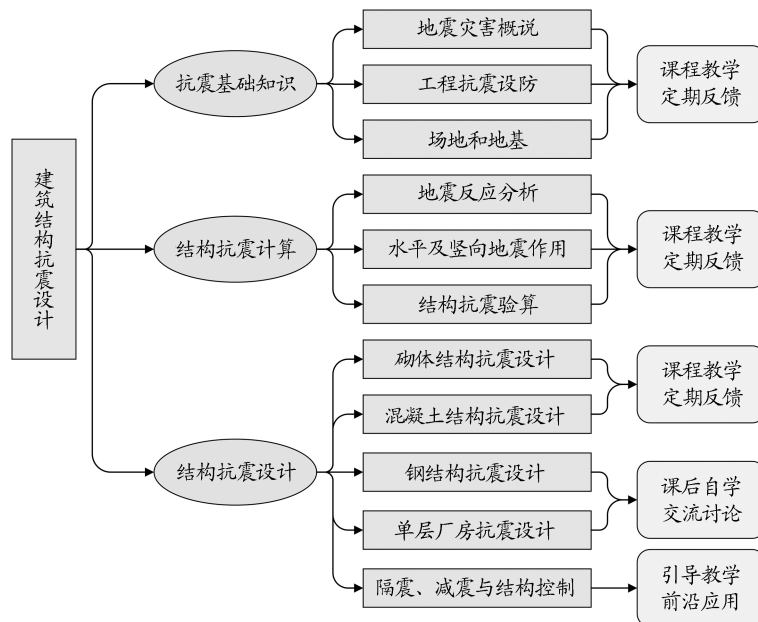 建筑结构抗震设计
抗震基础知识
地震灾害概说
工程抗震设防
场地和地基
课程教学
定期反馈
结构抗震计算
地震反应分析
水平及竖向地震作用
结构抗震验算
课程教学
定期反馈
结构抗震设计
砌体结构抗震设计
混凝土结构抗震设计
课程教学
定期反馈
钢结构抗震设计
单层厂房抗震设计
课后自学
交流讨论
隔震、减震与结构控制
引导教学
前沿应用